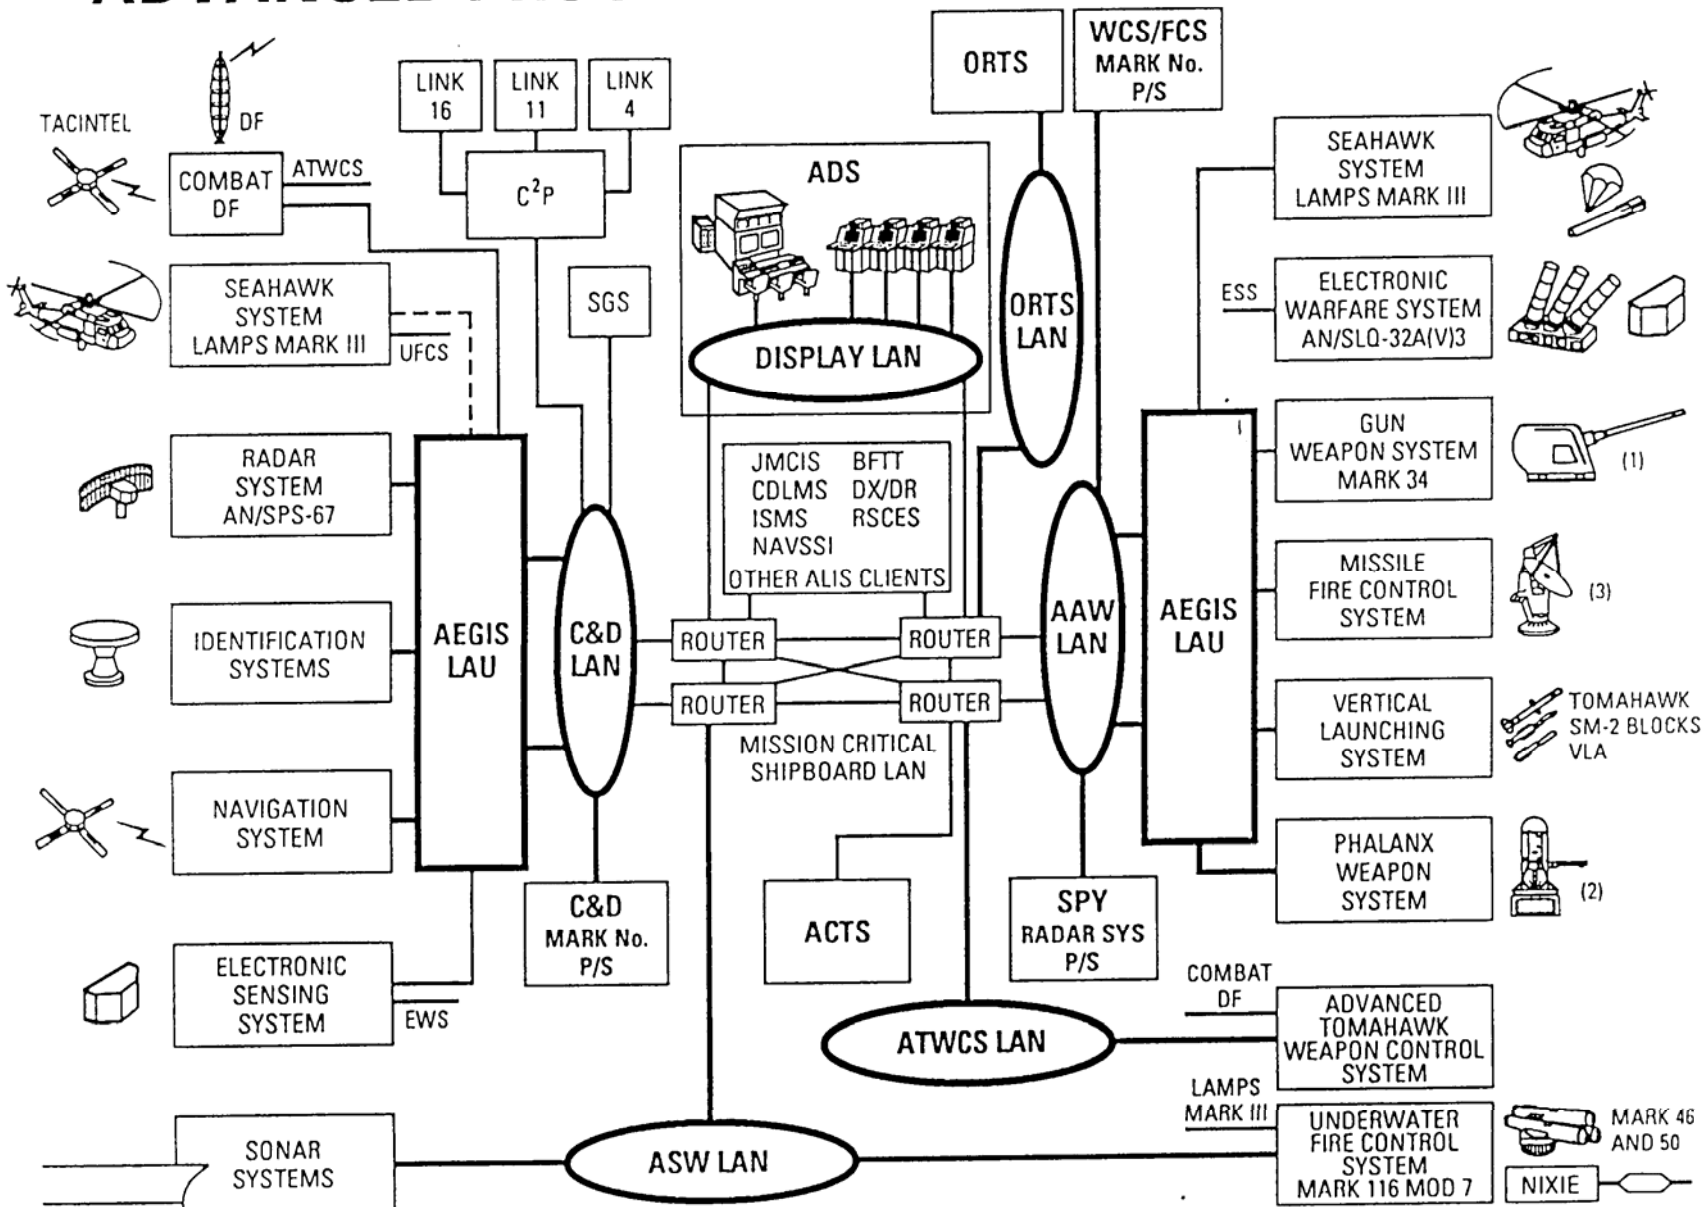 ORTS
WCS/FCS
MARK No.
P/S
TACINTEL
DF
COMBAT
DF
ATWCS
LINK
16
LINK
11
LINK
4
C²P
ADS
SEAHAWK
SYSTEM
LAMPS MARK III
SEAHAWK
SYSTEM
LAMPS MARK III
UFCS
SGS
DISPLAY LAN
ORTS
LAN
ESS
ELECTRONIC
WARFARE SYSTEM
AN/SLQ-32A(V)3
RADAR
SYSTEM
AN/SPS-67
JMCIS BFTT
CDLMS DX/DR
ISMS RSCES
NAVSSI
OTHER ALIS CLIENTS
GUN
WEAPON SYSTEM
MARK 34
(1)
MISSILE
FIRE CONTROL
SYSTEM
(3)
IDENTIFICATION
SYSTEMS
AEGIS
LAU
C&D
LAN
ROUTER
ROUTER
ROUTER
ROUTER
AAW
LAN
AEGIS
LAU
MISSION CRITICAL
SHIPBOARD LAN
VERTICAL
LAUNCHING
SYSTEM
TOMAHAWK
SM-2 BLOCKS
VLA
NAVIGATION
SYSTEM
PHALANX
WEAPON
SYSTEM
(2)
C&D
MARK No.
P/S
ACTS
SPY
RADAR SYS
P/S
ELECTRONIC
SENSING
SYSTEM
EWS
COMBAT
DF
ADVANCED
TOMAHAWK
WEAPON CONTROL
SYSTEM
ATWCS LAN
LAMPS
MARK III
UNDERWATER
FIRE CONTROL
SYSTEM
MARK 116 MOD 7
MARK 46
AND 50
NIXIE
SONAR
SYSTEMS
ASW LAN